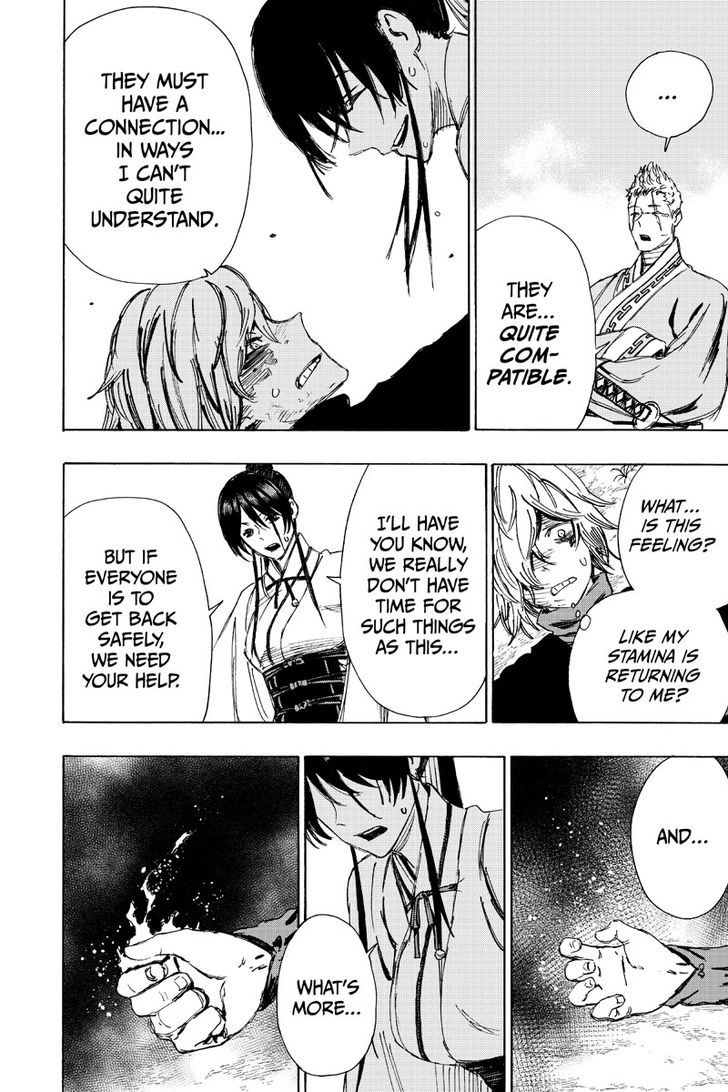 ...
THEY
ARE...
QUITE
COM-
PATIBLE.
THEY MUST
HAVE A
CONNECTION...
IN WAYS
I CAN'T
QUITE
UNDERSTAND.
WHAT...
IS THIS
FEELING?
LIKE MY
STAMINA IS
RETURNING
TO ME?
I'LL HAVE
YOU KNOW,
WE REALLY
DON'T HAVE
TIME FOR
SUCH THINGS
AS THIS...
BUT IF
EVERYONE
IS TO
GET BACK
SAFELY,
WE NEED
YOUR HELP.
AND...
WHAT'S
MORE...